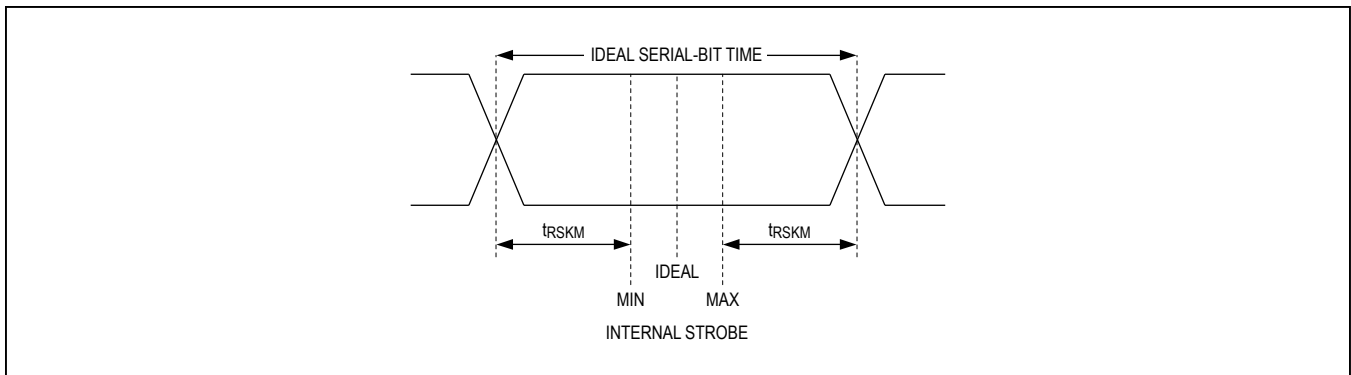 IDEAL SERIAL-BIT TIME
tRSKM tRSKM
IDEAL
MIN MAX
INTERNAL STROBE